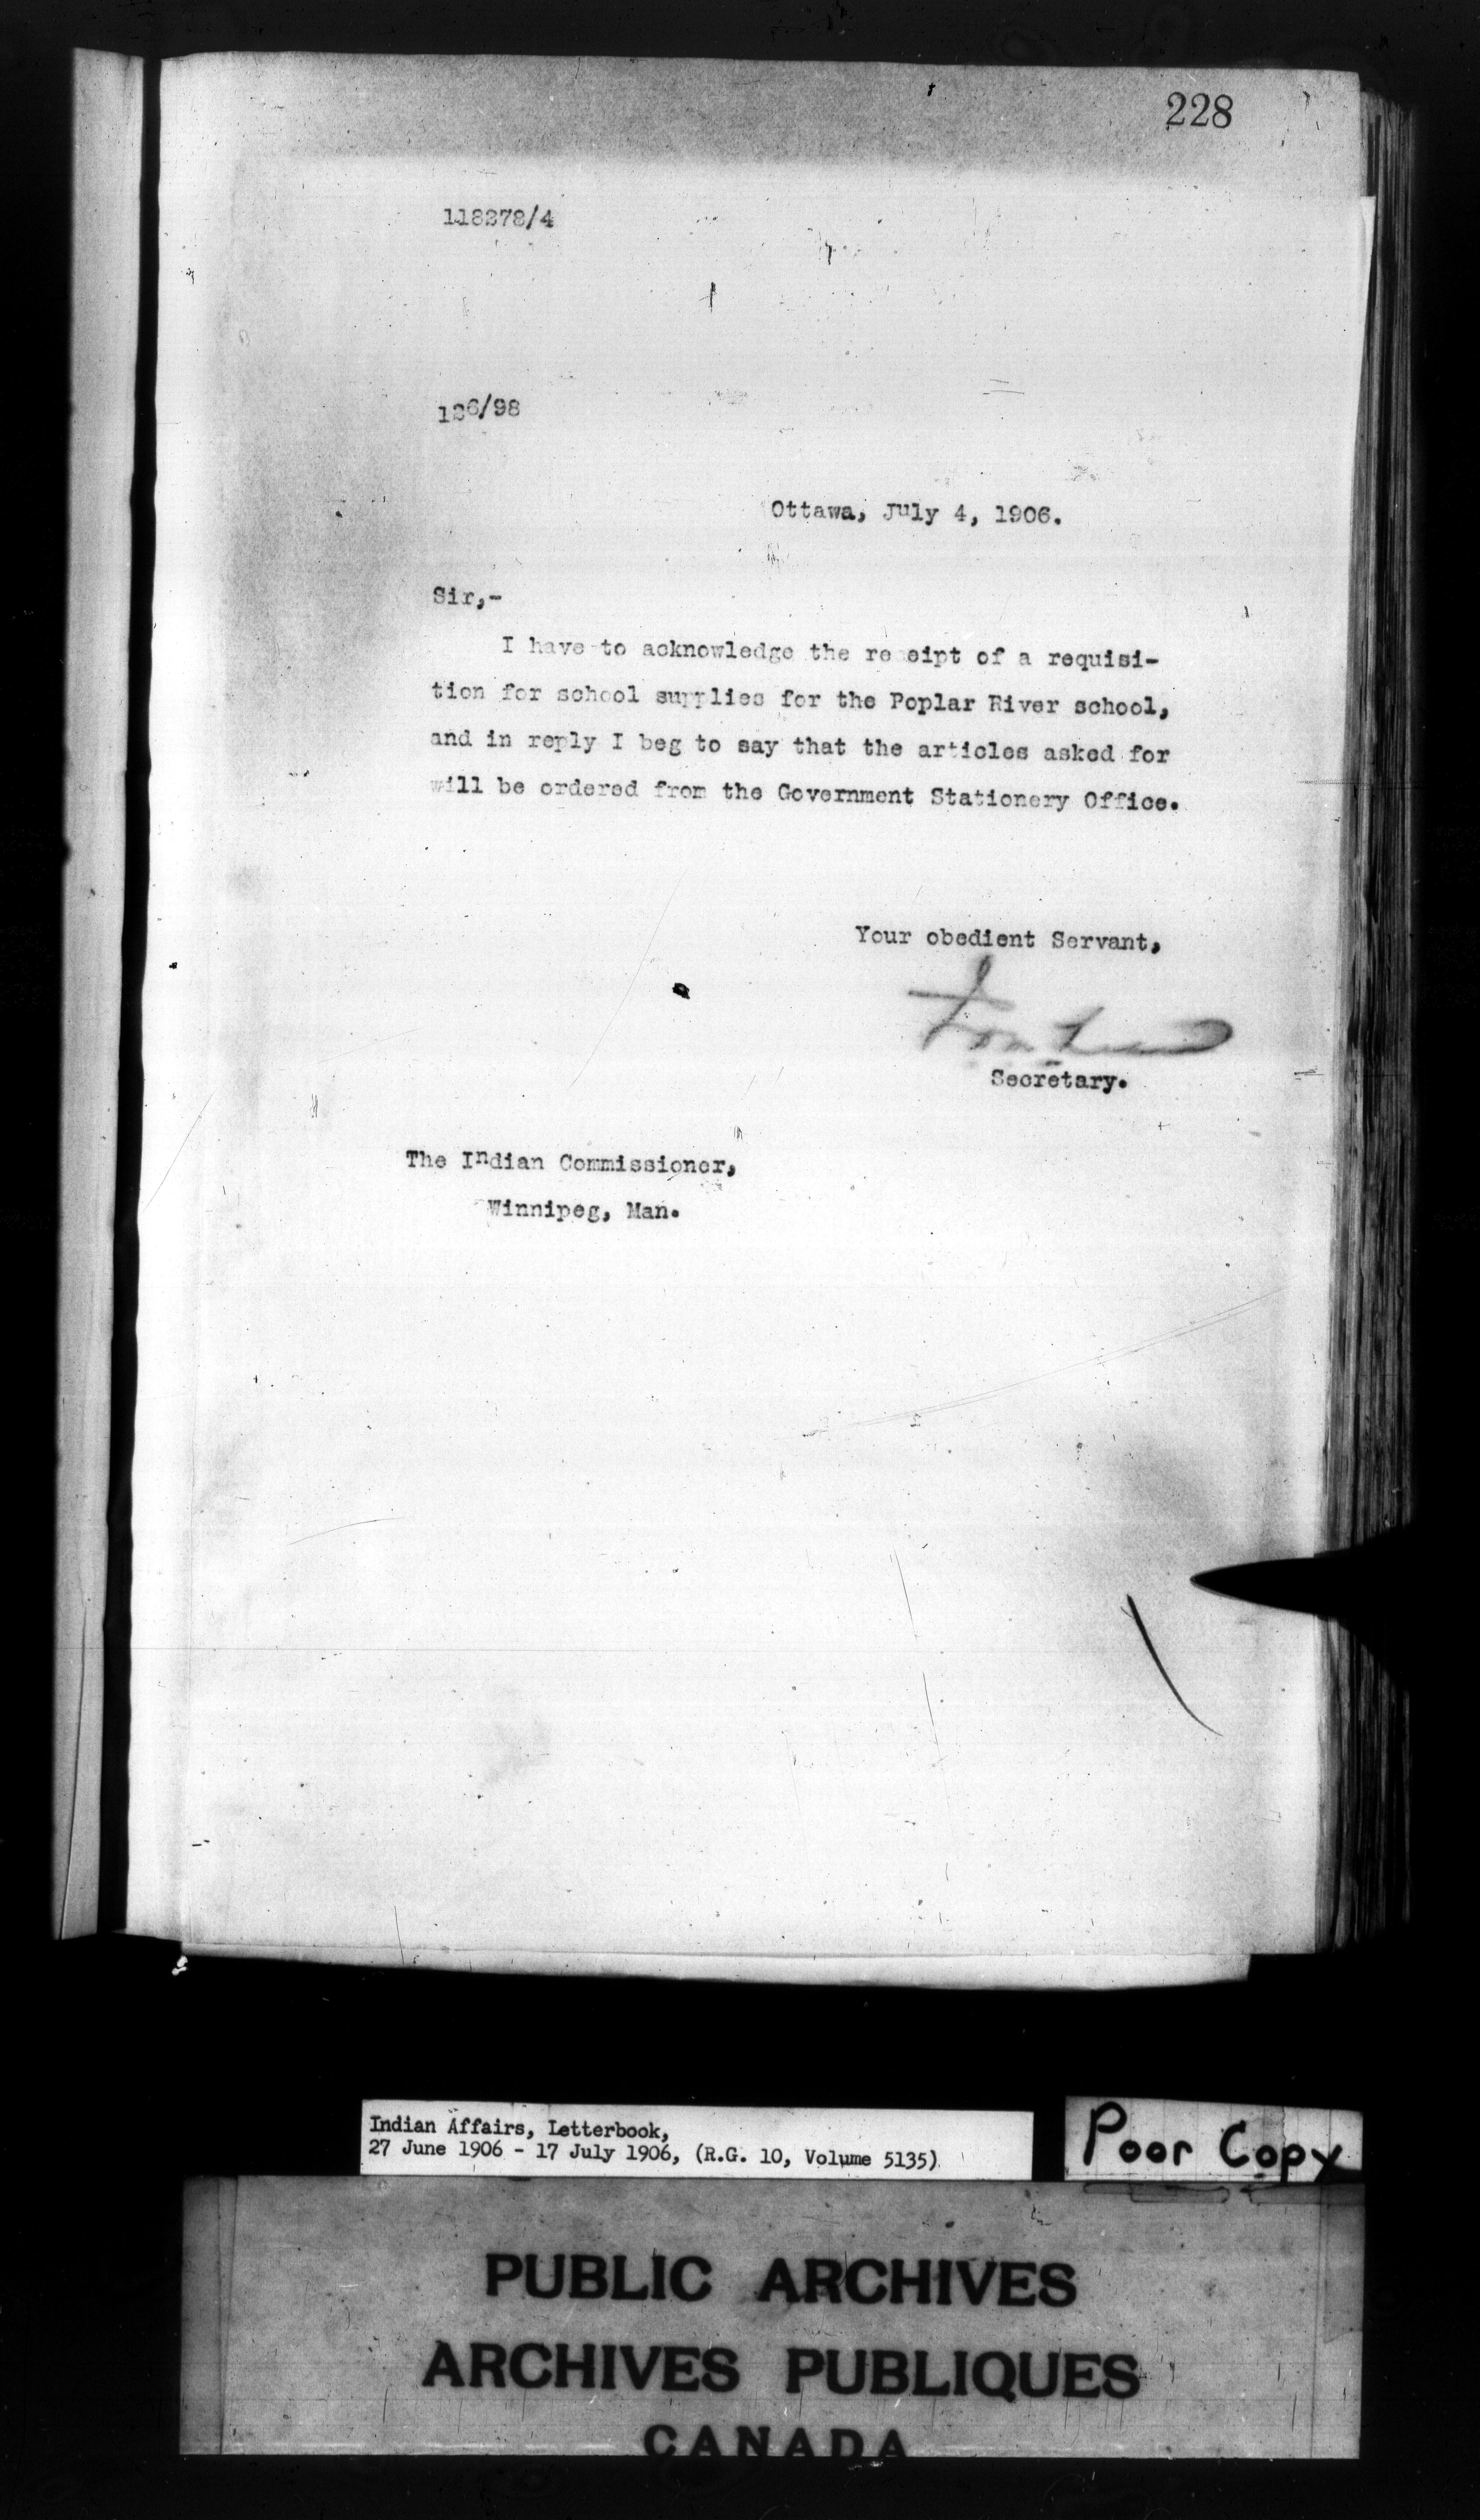 228
118278/4
126/98
Ottawa, July 4, 1906.
Sir,-
I have to acknowledge the receipt of a requisi-
tion for school supplies for the Poplar River school,
and in reply I beg to say that the articles asked for
will be ordered from the Government Stationery Office.
Your obedient Servant,
Secretary.
The Indian Commissioner,
Winnipeg, Man.
Indian Affairs, Letterbook,
27 June 1906 - 17 July 1906, (R.G. 10, Volume 5135)
Poor Copy
PUBLIC ARCHIVES
ARCHIVES PUBLIQUES
CANADA